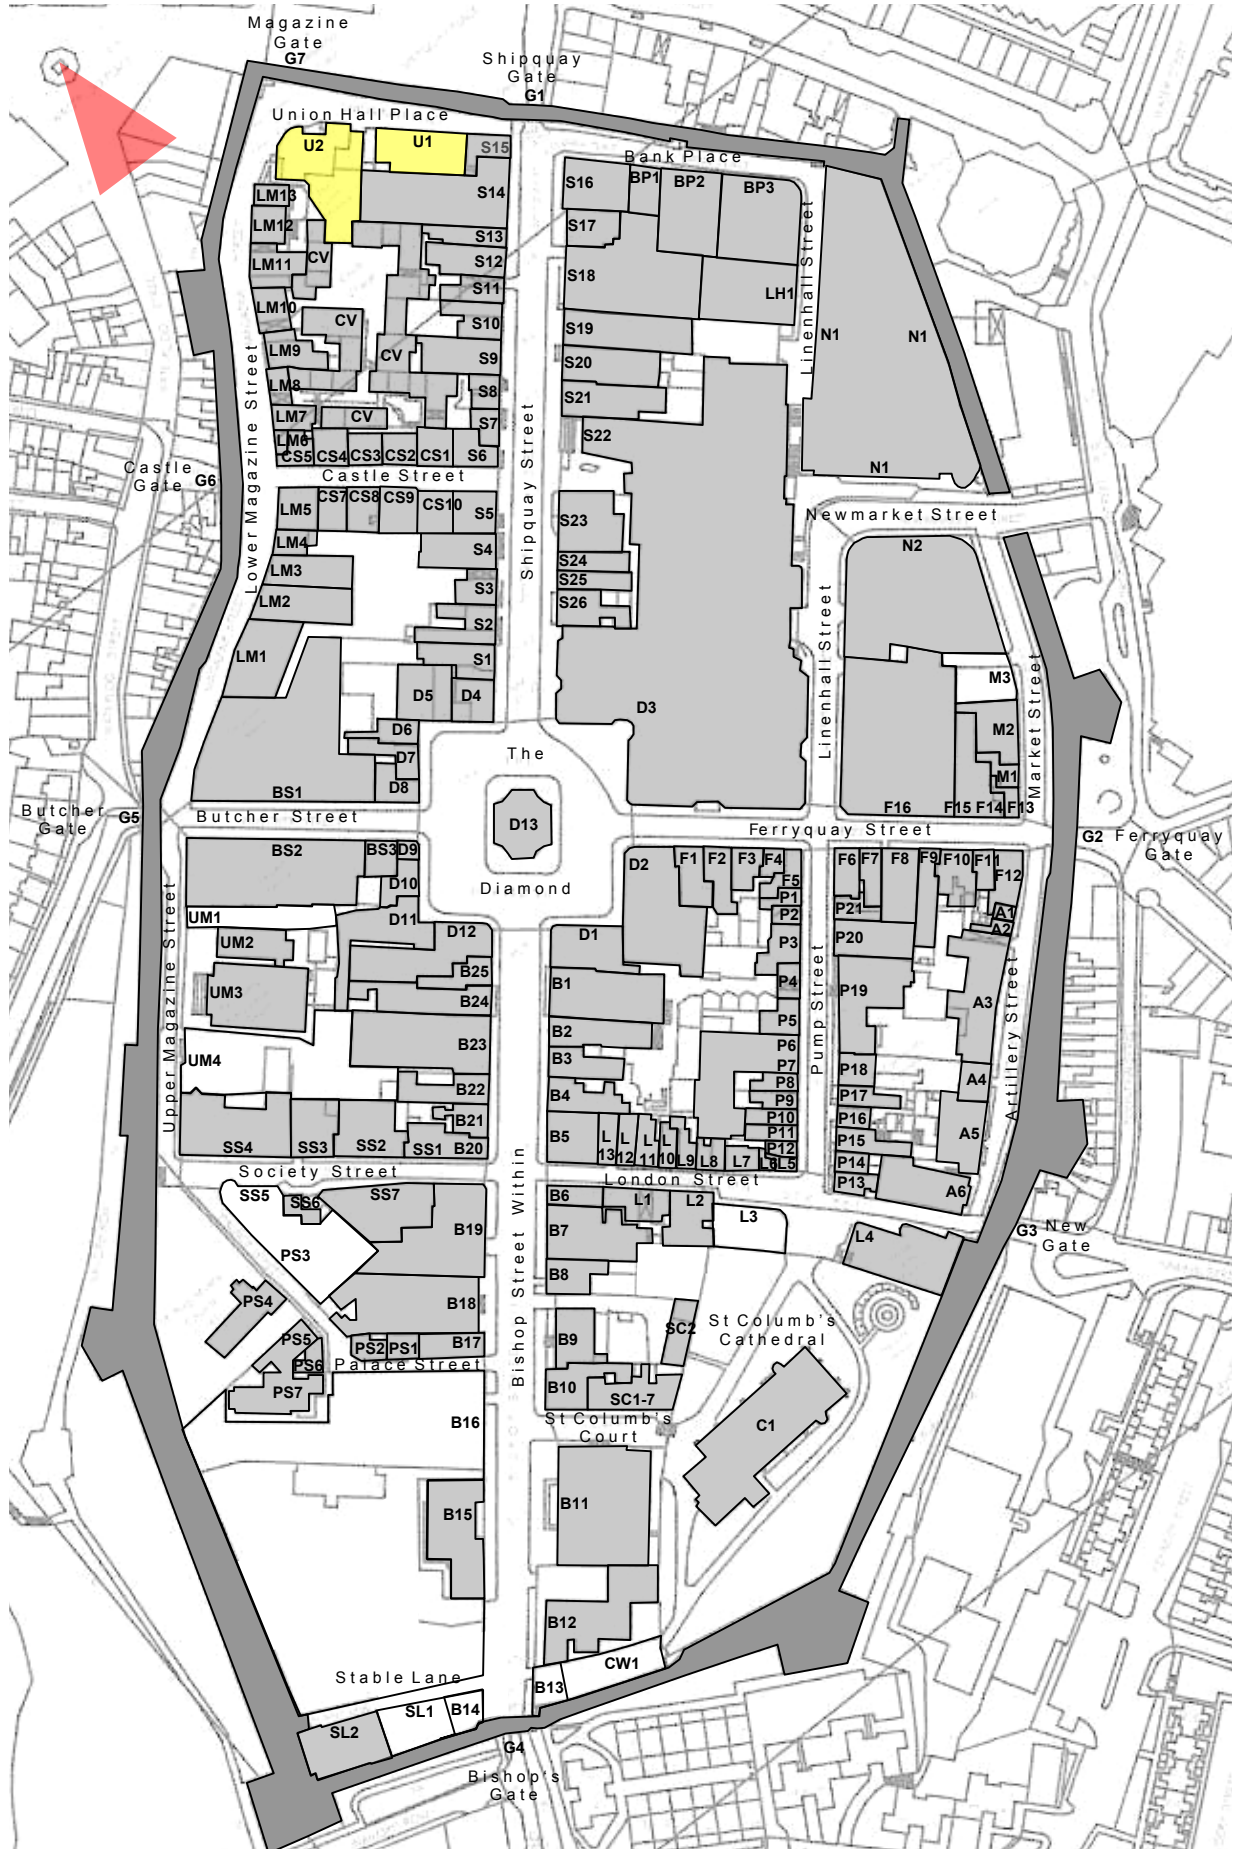 Magazine
Gate
G7
Shipquay
Gate
G1
Union Hall Place
U2
U1
S15
Bank Place
S14
S16
BP1
BP2
BP3
LM13
LM12
S17
S13
S12
LM11
CV
S18
S11
LH1
LM10
CV
S10
S19
N1
N1
Linenhall Street
LM9
CV
S9
S20
LM8
S8
S21
LM7
CV
S7
S22
LM6
CS5
CS4
CS3
CS2
CS1
S6
Lower Magazine Street
Shipquay Street
Castle
Gate
G6
Castle Street
N1
LM5
CS7
CS8
CS9
CS10
S5
S23
Newmarket Street
LM4
S4
S24
N2
LM3
S3
S25
LM2
S2
S26
LM1
S1
Linenhall Street
M3
D5
D4
D3
Market Street
D6
The
M2
D7
M1
BS1
D8
F16
F15
F14
F13
Butcher
Gate
G5
Butcher Street
D13
Ferryquay Street
G2
Ferryquay
Gate
BS2
BS3
D9
Diamond
D2
F1
F2
F3
F4
F5
F6
F7
F8
F9
F10
F11
F12
D10
P1
UM1
D11
P2
P21
A1
A2
UM2
D12
D1
P3
P20
B25
P4
UM3
B24
B1
P19
A3
Upper Magazine Street
Pump Street
Artillery Street
P5
B2
P6
UM4
B23
B3
P7
P18
B22
P8
A4
B4
P9
P17
B21
P10
P16
SS4
SS3
SS2
SS1
B20
B5
L
13
L
12
L
11
L
10
L9
L8
L7
L6
L5
P11
P12
P15
A5
P14
P13
Society Street
London Street
A6
SS5
SS6
SS7
B6
L1
L2
L3
B19
B7
L4
G3
New
Gate
PS3
B8
Bishop Street Within
PS4
B18
St Columb's
Cathedral
PS5
PS2
PS1
B17
B9
SC2
PS6
Palace Street
PS7
B10
SC1-7
B16
St Columb's
Court
C1
B15
B11
B12
Stable Lane
CW1
SL2
SL1
B14
B13
G4
Bishop's
Gate